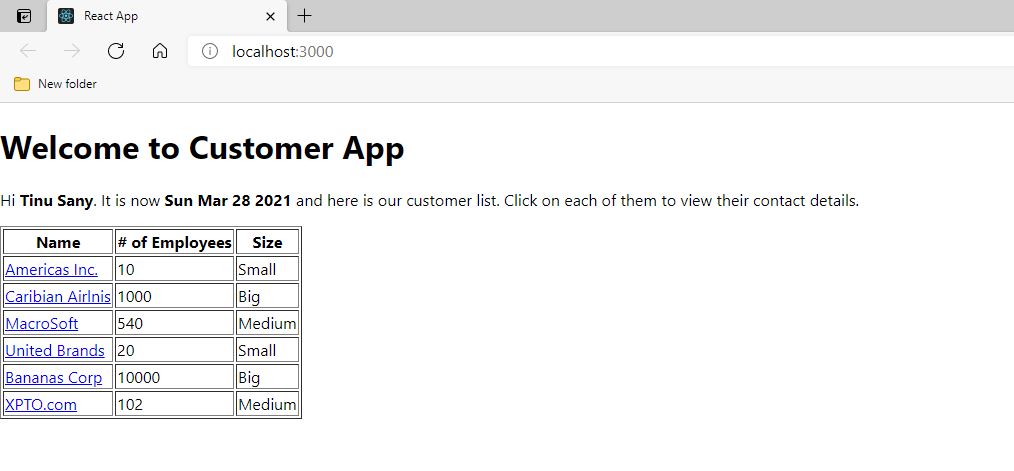 React App
localhost:3000
New folder
Welcome to Customer App
Hi Tinu Sany. It is now Sun Mar 28 2021 and here is our customer list. Click on each of them to view their contact details.
Name # of Employees Size
Americas Inc. 10 Small
Caribian Airlnis 1000 Big
MacroSoft 540 Medium
United Brands 20 Small
Bananas Corp 10000 Big
XPTO.com 102 Medium